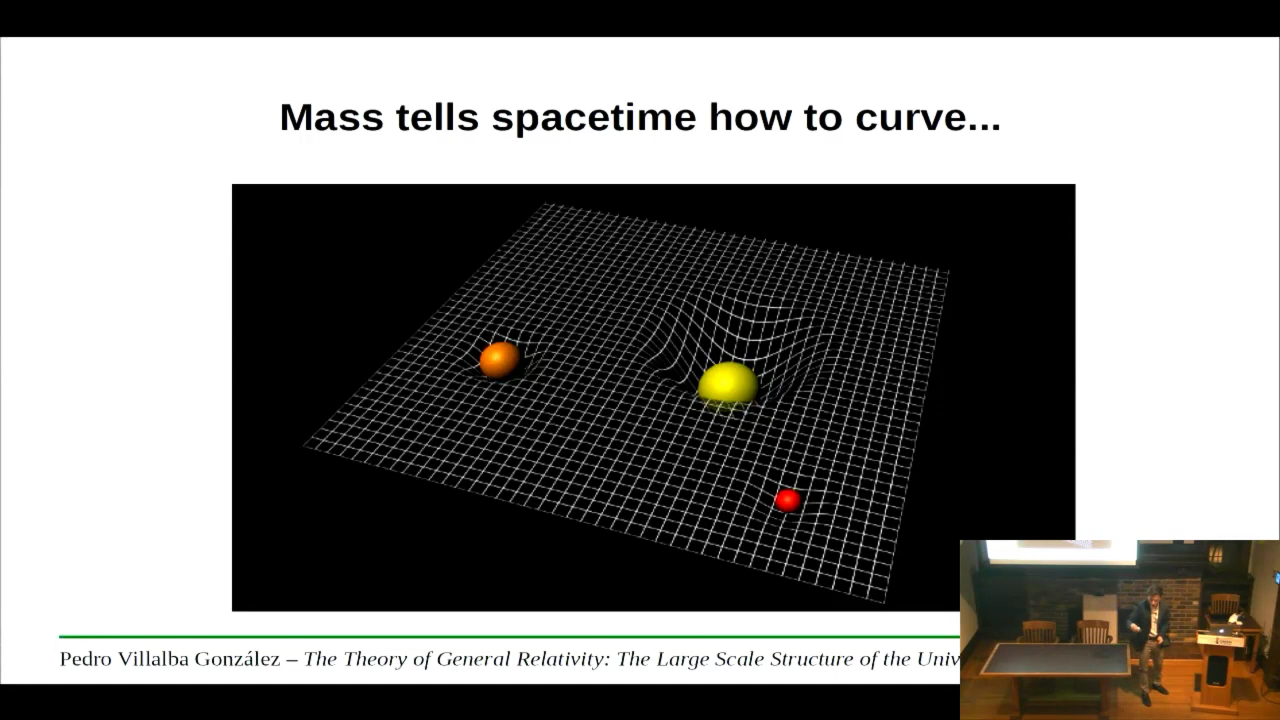 Mass tells spacetime how to curve...
Pedro Villalba González – The Theory of General Relativity: The Large Scale Structure of the Univ